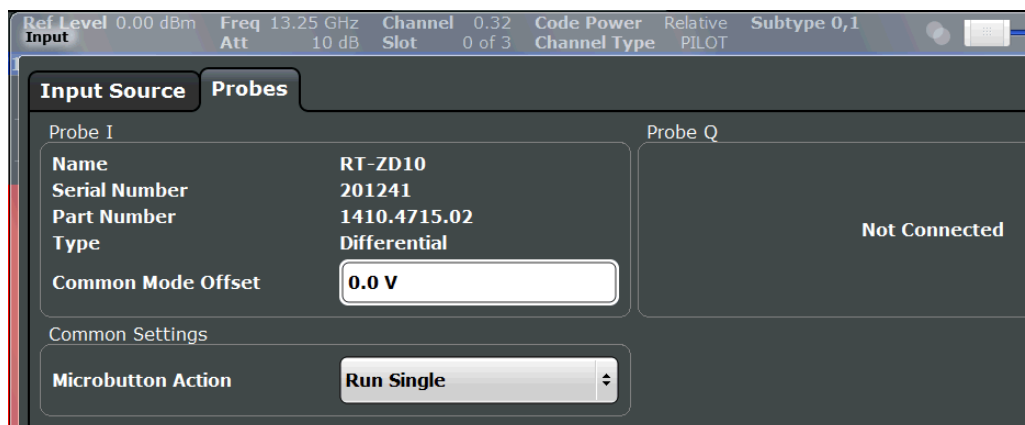 Ref Level 0.00 dBm Freq 13.25 GHz Channel 0.32 Code Power Relative Subtype 0,1
Input Att 10 dB Slot 0 of 3 Channel Type PILOT
Input Source Probes
Probe I Probe Q
Name RT-ZD10
Serial Number 201241
Part Number 1410.4715.02
Type Differential
Not Connected
Common Mode Offset 0.0 V
Common Settings
Microbutton Action Run Single